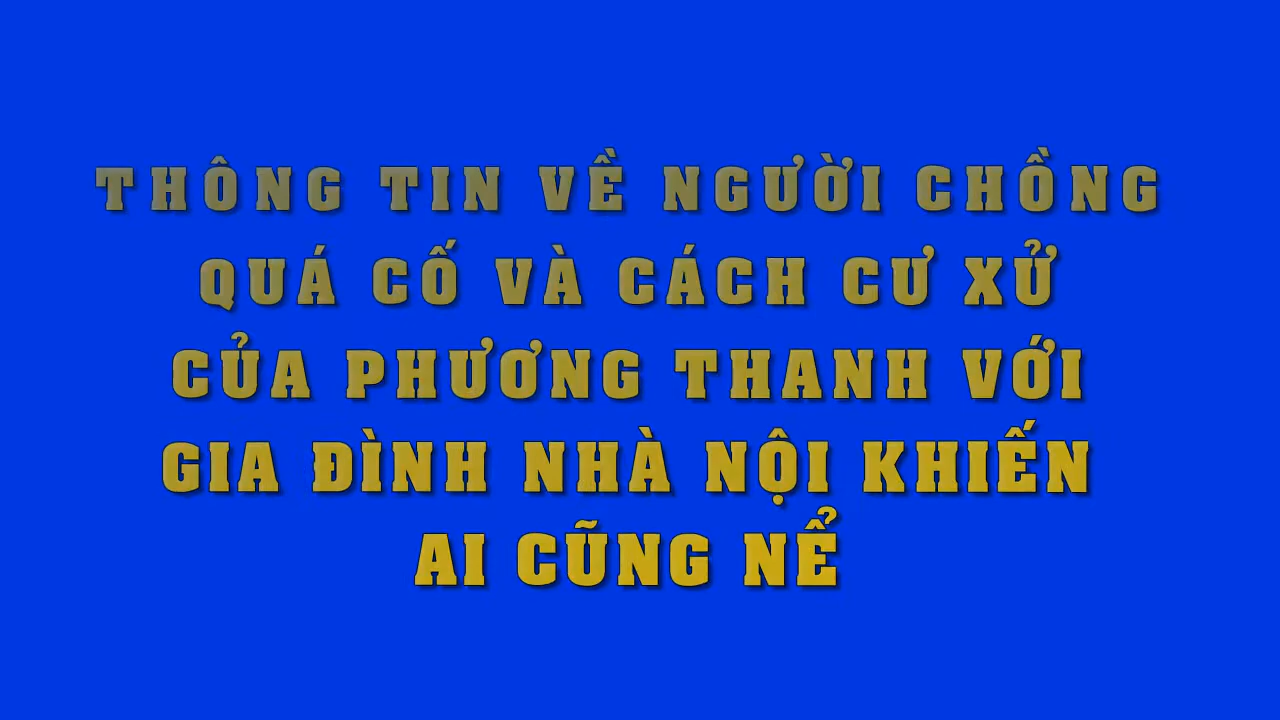 THÔNG TIN VỀ NGƯỜI CHỒNG
QUÁ CỐ VÀ CÁCH CƯ XỬ
CỦA PHƯƠNG THANH VỚI
GIA ĐÌNH NHÀ NỘI KHIẾN
AI CŨNG NỂ